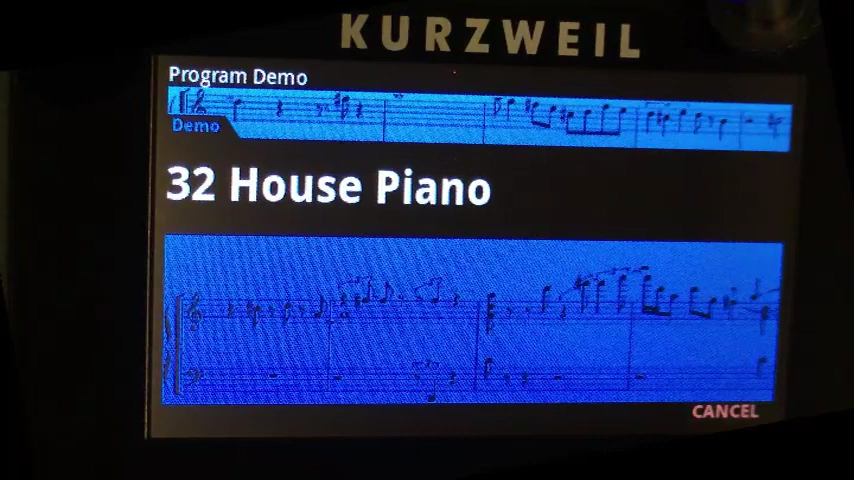 KURZWEIL
Program Demo
Demo
32 House Piano
CANCEL